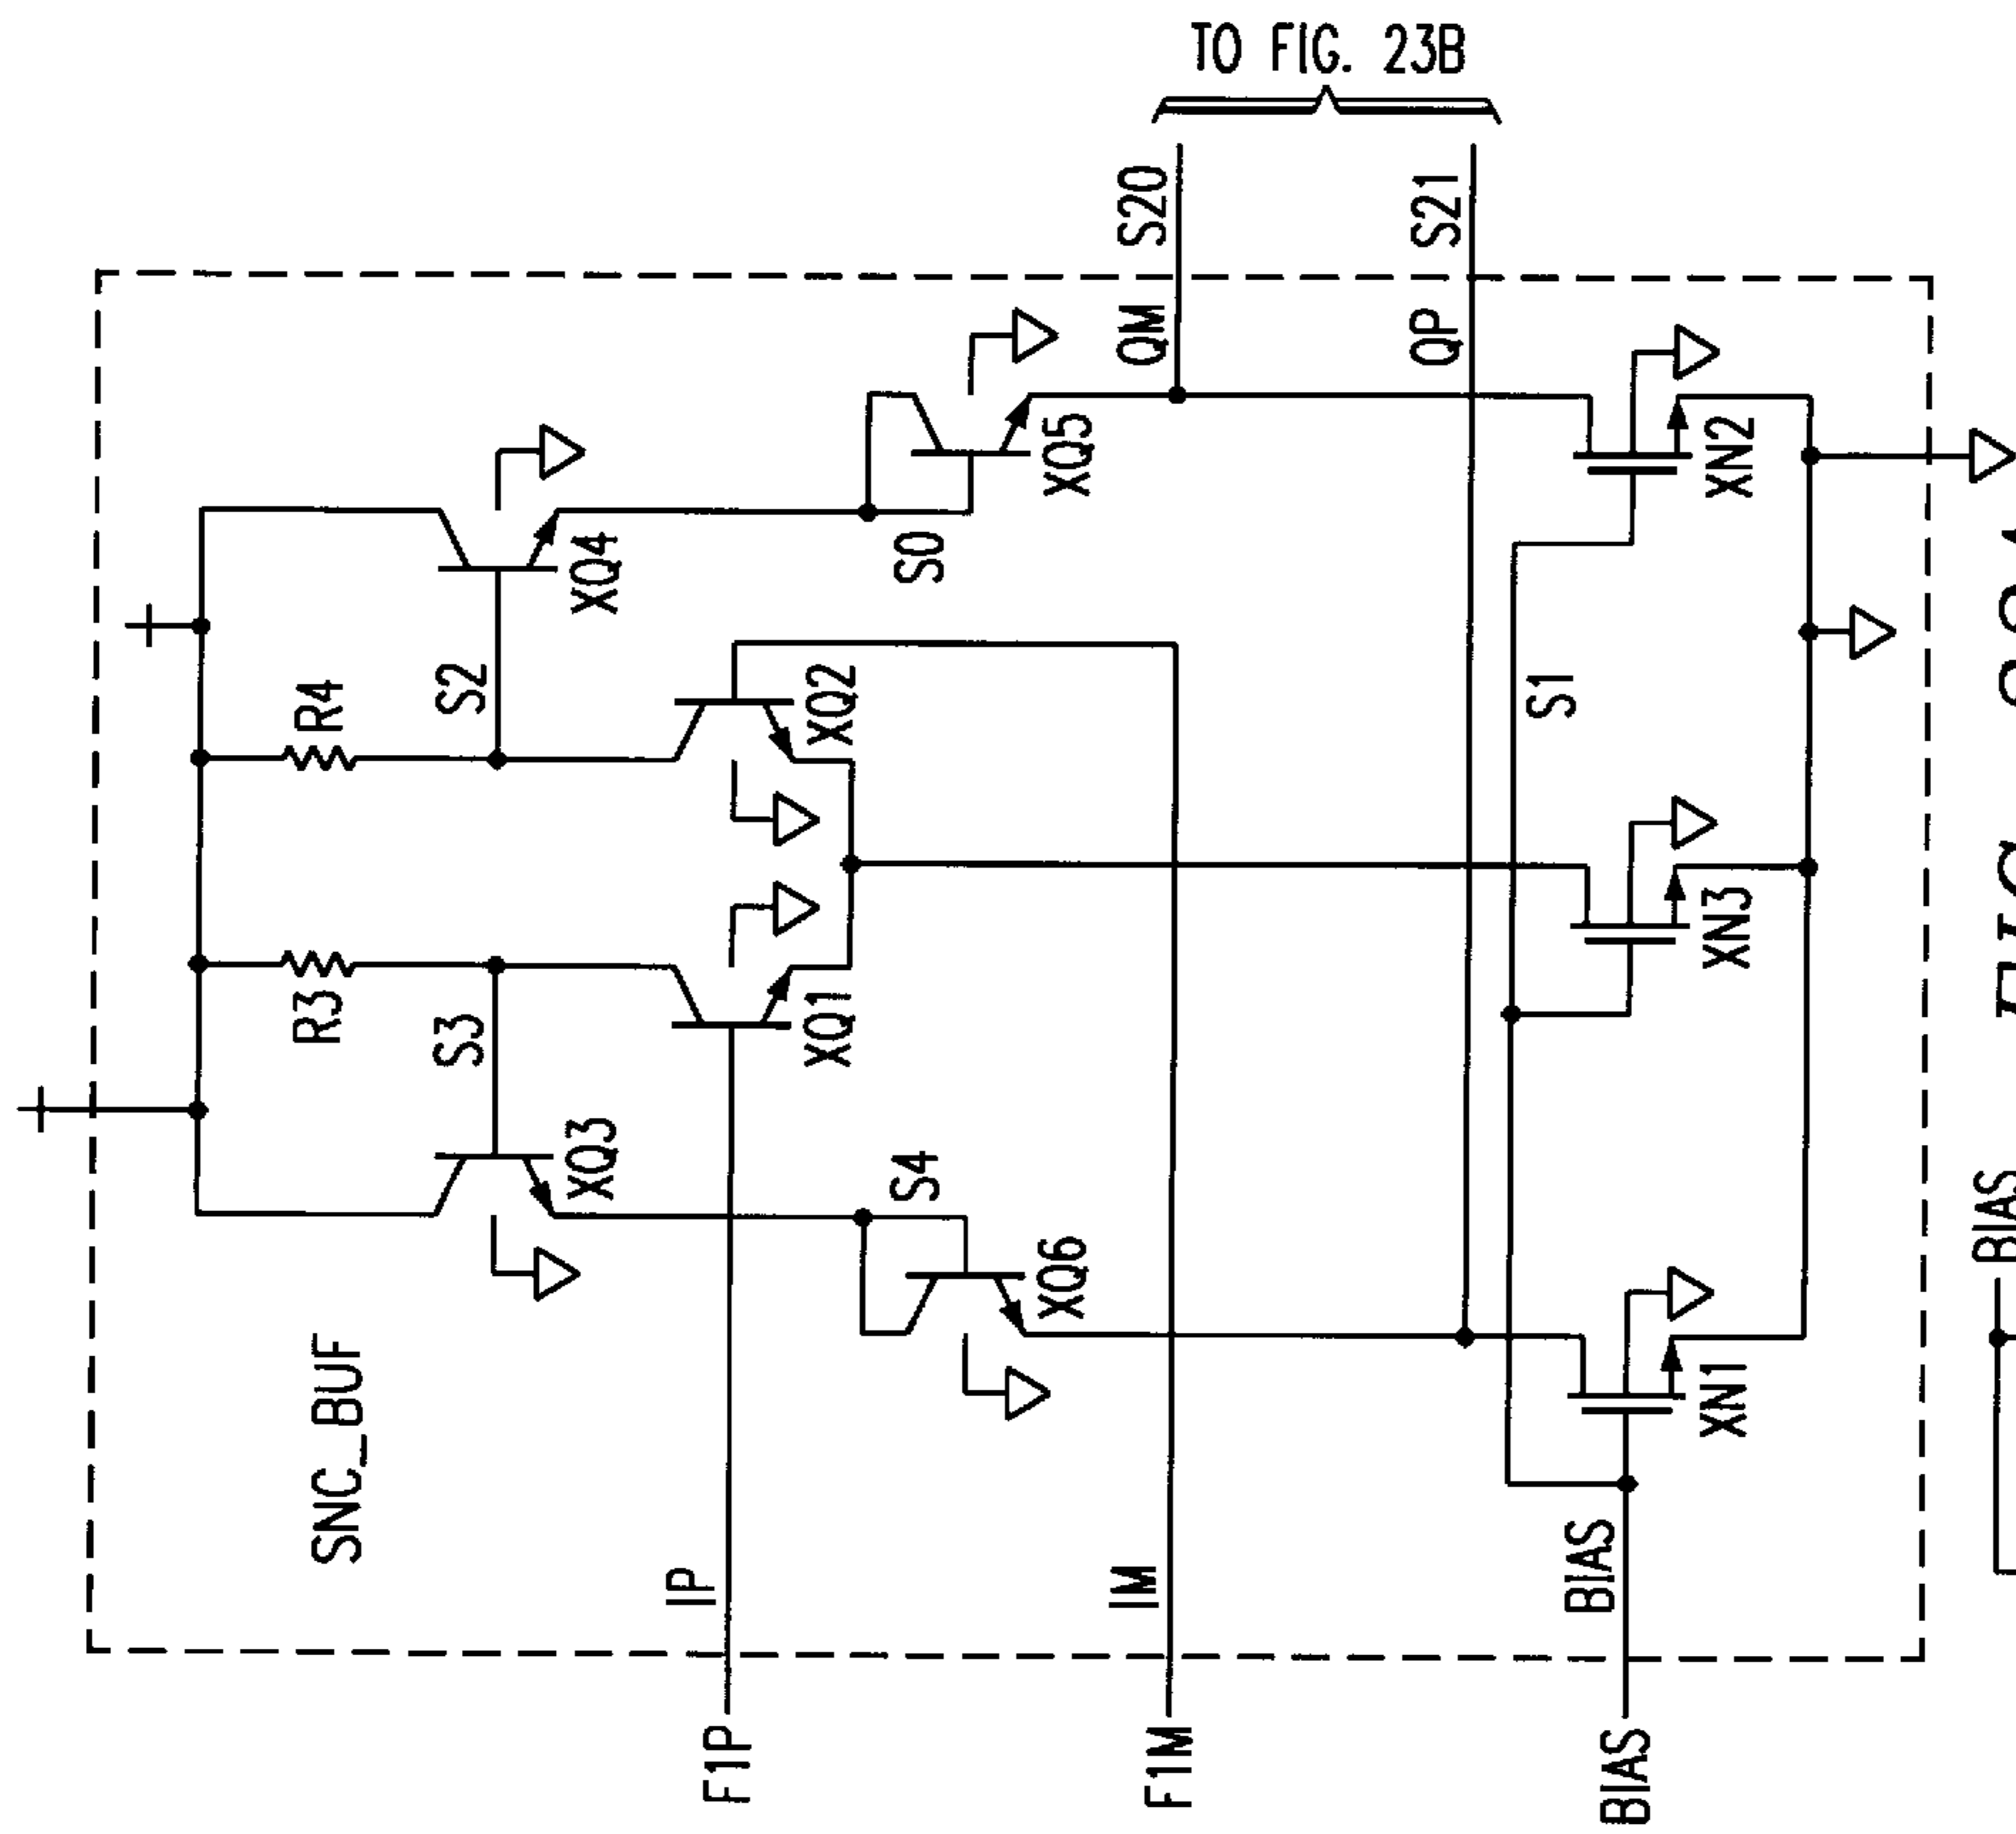 TO FIG. 23B
S20
S21
QM
QP
XQ5
XN2
XQ4
S0
R4
S2
XQ2
S1
R3
S3
XQ1
XN3
XQ3
S4
XQ6
XN1
SNC_BUF
IP
IM
BIAS
BIAS
F1P
F1M
BIAS